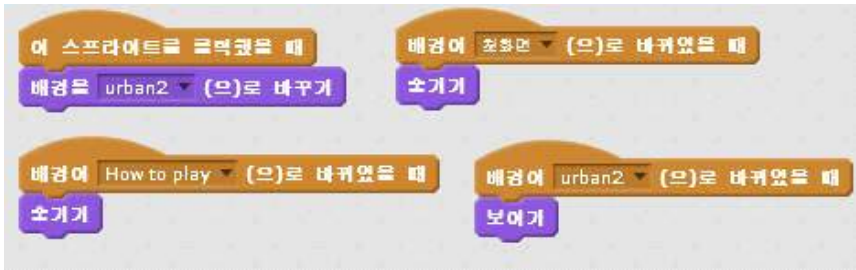 이 스프라이트를 클릭했을 때
배경을 urban2 (으)로 바꾸기
배경이 첫화면 (으)로 바뀌었을 때
숨기기
배경이 How to play (으)로 바뀌었을 때
숨기기
배경이 urban2 (으)로 바뀌었을 때
보이기